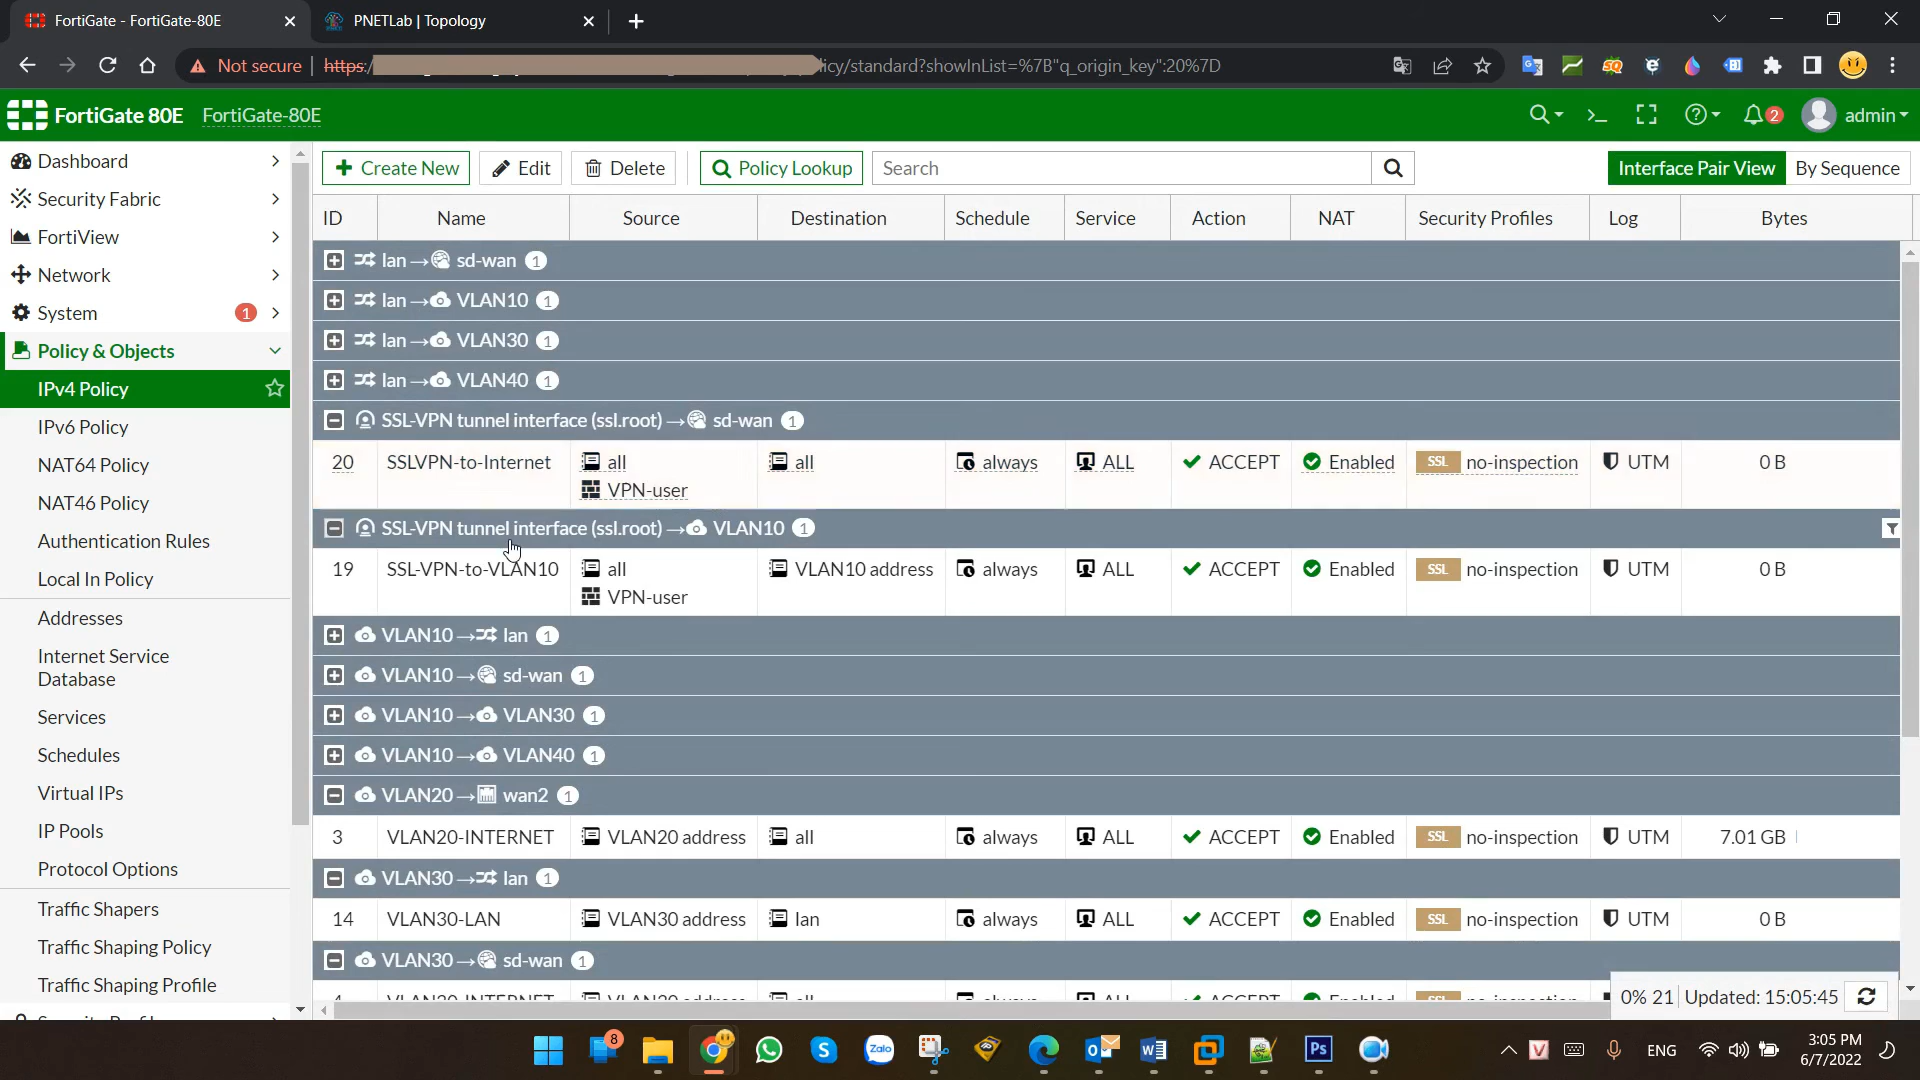 FortiGate - FortiGate-80E
PNETLab | Topology
Not secure
https:/
licy/standard?showInList=%7B"q_origin_key":20%7D
FortiGate 80E
FortiGate-80E
2
admin
Dashboard
Security Fabric
FortiView
Network
System 1
Policy & Objects
IPv4 Policy
IPv6 Policy
NAT64 Policy
NAT46 Policy
Authentication Rules
Local In Policy
Addresses
Internet Service
Database
Services
Schedules
Virtual IPs
IP Pools
Protocol Options
Traffic Shapers
Traffic Shaping Policy
Traffic Shaping Profile
+ Create New Edit Delete Policy Lookup Search Interface Pair View By Sequence
ID Name Source Destination Schedule Service Action NAT Security Profiles Log Bytes
lan → sd-wan 1
lan → VLAN10 1
lan → VLAN30 1
lan → VLAN40 1
SSL-VPN tunnel interface (ssl.root) → sd-wan 1
20 SSLVPN-to-Internet all all always ALL ACCEPT Enabled SSL no-inspection UTM 0 B
VPN-user
SSL-VPN tunnel interface (ssl.root) → VLAN10 1
19 SSL-VPN-to-VLAN10 all VLAN10 address always ALL ACCEPT Enabled SSL no-inspection UTM 0 B
VPN-user
VLAN10 → lan 1
VLAN10 → sd-wan 1
VLAN10 → VLAN30 1
VLAN10 → VLAN40 1
VLAN20 → wan2 1
3 VLAN20-INTERNET VLAN20 address all always ALL ACCEPT Enabled SSL no-inspection UTM 7.01 GB
VLAN30 → lan 1
14 VLAN30-LAN VLAN30 address lan always ALL ACCEPT Enabled SSL no-inspection UTM 0 B
VLAN30 → sd-wan 1
0% 21 Updated: 15:05:45
8
Zalo
Ps
V
ENG
3:05 PM
6/7/2022